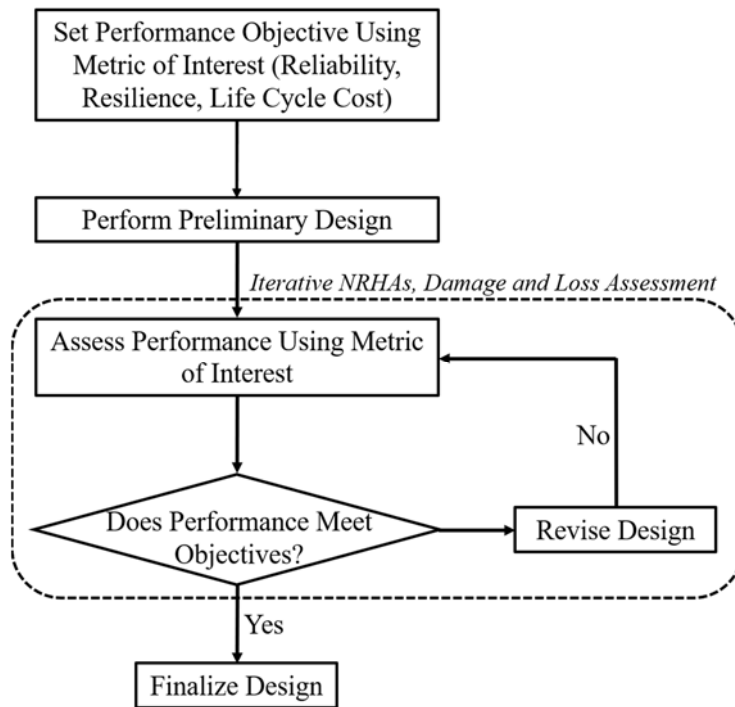 Set Performance Objective Using
Metric of Interest (Reliability,
Resilience, Life Cycle Cost)
Perform Preliminary Design
Iterative NRHAs, Damage and Loss Assessment
Assess Performance Using Metric
of Interest
No
Does Performance Meet
Objectives?
Revise Design
Yes
Finalize Design